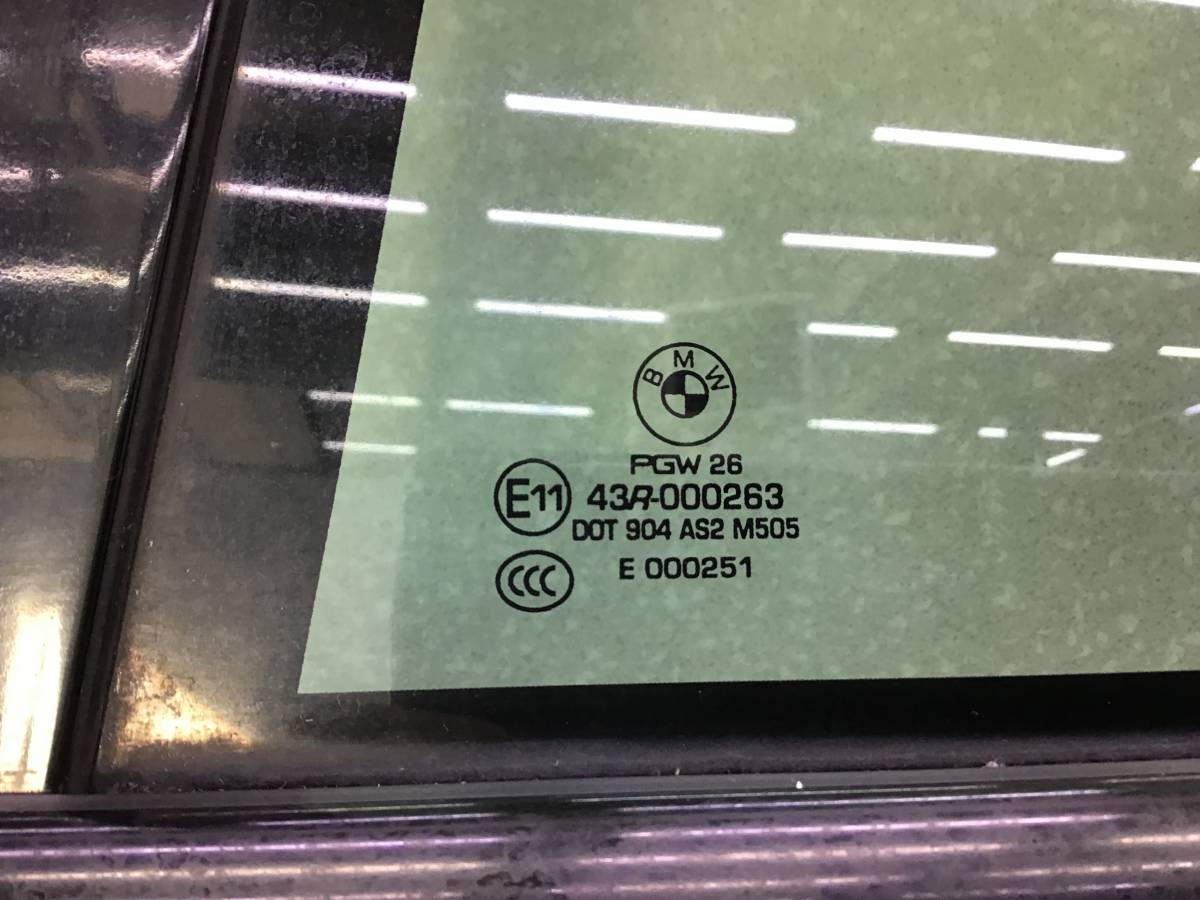 BMW
PGW 26
E11 43R-000263
DOT 904 AS2 M505
CCC E 000251